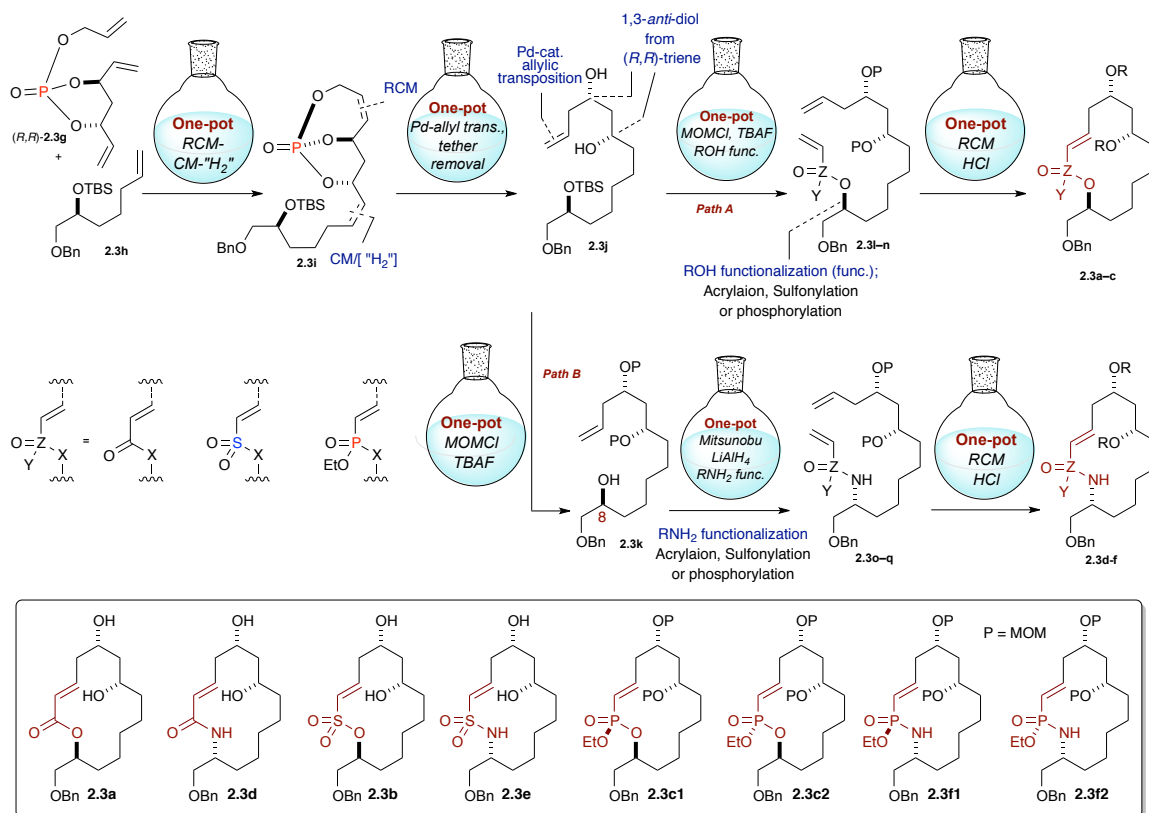 O
O
P
O
O
(R,R)-2.3g
+
OTBS
OBn
2.3h
One-pot
RCM-
CM-"H2"
RCM
O
O
P
O
O
OTBS
BnO
2.3i
CM/[ "H2"]
One-pot
Pd-allyl trans.,
tether
removal
Pd-cat.
allylic
transposition
1,3-anti-diol
from
(R,R)-triene
OH
HO
OTBS
OBn
2.3j
One-pot
MOMCl, TBAF
ROH func.
Path A
OP
PO
O
Z
Y
O
OBn
2.3l–n
ROH functionalization (func.);
Acrylaion, Sulfonylation
or phosphorylation
One-pot
RCM
HCl
OR
RO
O
Z
Y
O
OBn
2.3a–c
O
Z
Y
X
=
O
X
O
S
O
X
O
P
EtO
X
One-pot
MOMCl
TBAF
Path B
OP
PO
OH
8
OBn
2.3k
One-pot
Mitsunobu
LiAlH4
RNH2 func.
RNH2 functionalization
Acrylaion, Sulfonylation
or phosphorylation
OP
PO
O
Z
Y
NH
OBn
2.3o–q
One-pot
RCM
HCl
OR
RO
O
Z
Y
NH
OBn
2.3d-f
OH
HO
O
O
OBn
2.3a
OH
HO
O
NH
OBn
2.3d
OH
HO
O
S
O
O
OBn
2.3b
OH
HO
O
S
O
NH
OBn
2.3e
OP
PO
O
P
EtO
O
OBn
2.3c1
OP
PO
O
P
EtO
O
OBn
2.3c2
OP
PO
O
P
EtO
NH
OBn
2.3f1
P = MOM
OP
PO
O
P
EtO
NH
OBn
2.3f2